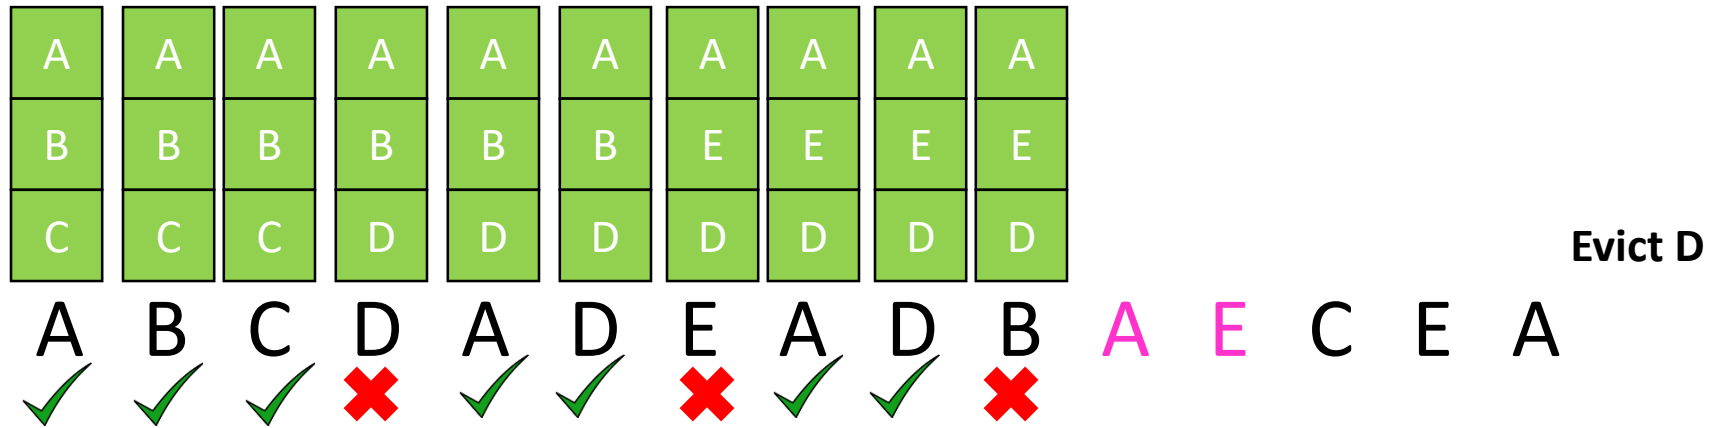 A A A A A A A A A A
B B B B B B E E E E
C C C D D D D D D D
Evict D
A B C D A D E A D B A E C E A